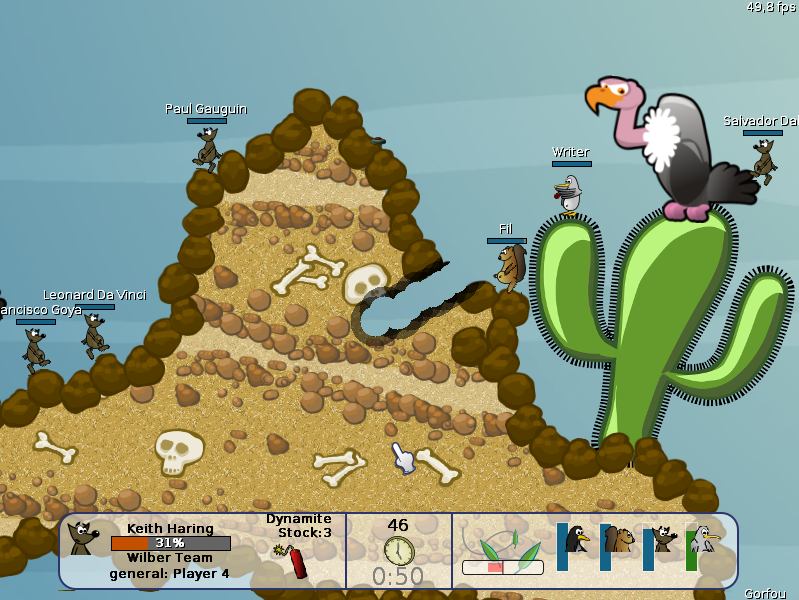 49,8 fps
Paul Gauguin
Salvador Da
Writer
Fil
Leonard Da Vinci
ancisco Goya
Keith Haring
31%
Wilber Team
general: Player 4
Dynamite
Stock:3
46
0:50
Gorfou